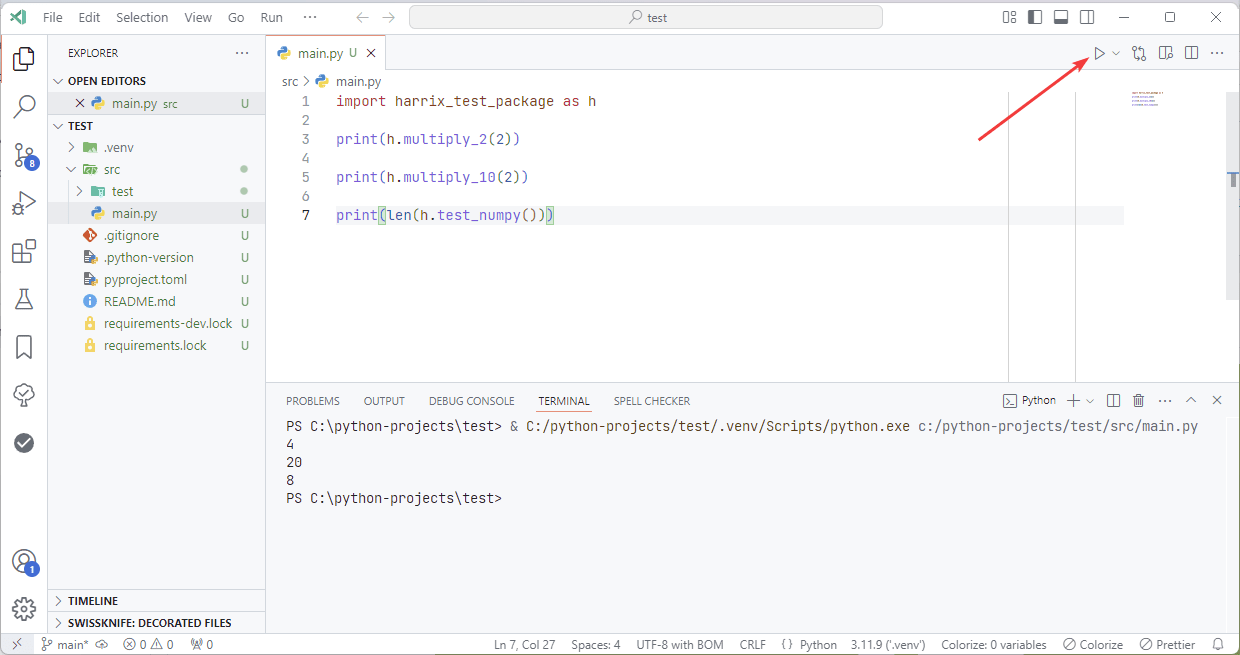 File Edit Selection View Go Run ··· test
EXPLORER ···
OPEN EDITORS
main.py src U
TEST
.venv
src
test
main.py U
.gitignore U
.python-version U
pyproject.toml U
README.md U
requirements-dev.lock U
requirements.lock U
TIMELINE
SWISSKNIFE: DECORATED FILES
8
1
main.py U
src > main.py
1 import harrix_test_package as h
2
3 print(h.multiply_2(2))
4
5 print(h.multiply_10(2))
6
7 print(len(h.test_numpy()))
PROBLEMS OUTPUT DEBUG CONSOLE TERMINAL SPELL CHECKER Python
PS C:\python-projects\test> & C:/python-projects/test/.venv/Scripts/python.exe c:/python-projects/test/src/main.py
4
20
8
PS C:\python-projects\test>
main* 0 0 0 Ln 7, Col 27 Spaces: 4 UTF-8 with BOM CRLF {} Python 3.11.9 ('.venv') Colorize: 0 variables Colorize Prettier